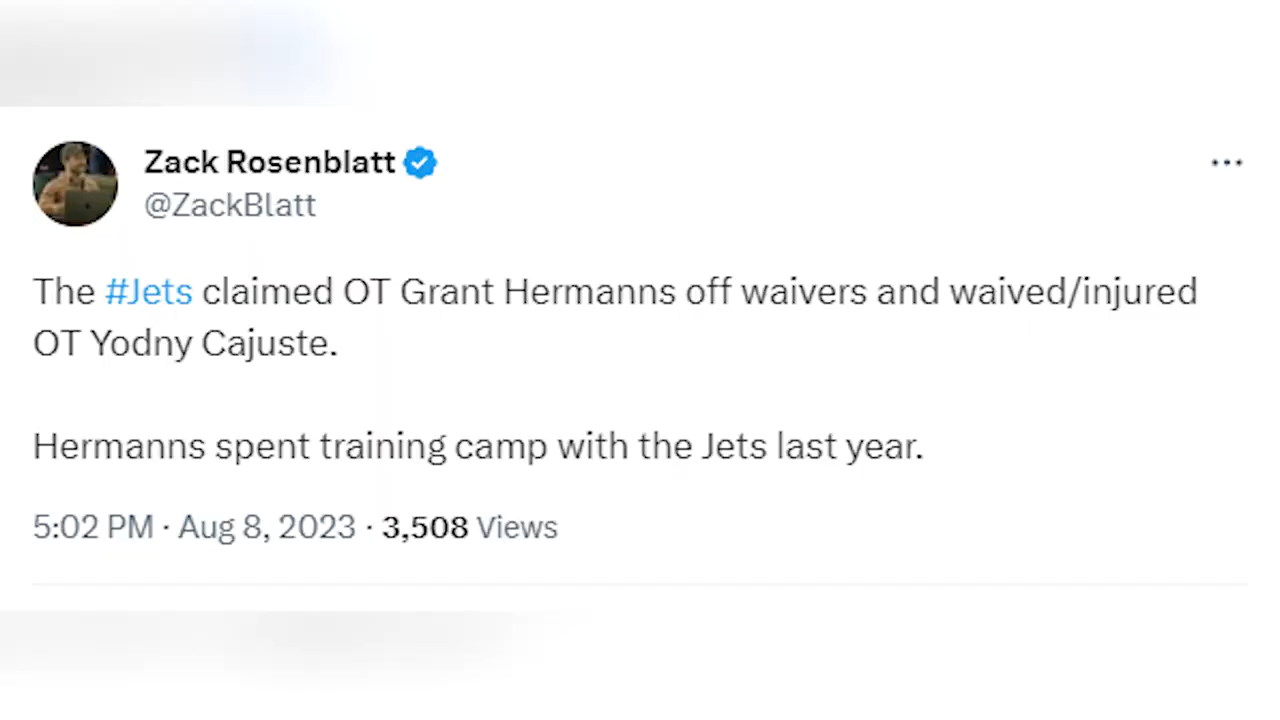 Zack Rosenblatt
@ZackBlatt
The #Jets claimed OT Grant Hermanns off waivers and waived/injured
OT Yodny Cajuste.
Hermanns spent training camp with the Jets last year.
5:02 PM · Aug 8, 2023 · 3,508 Views